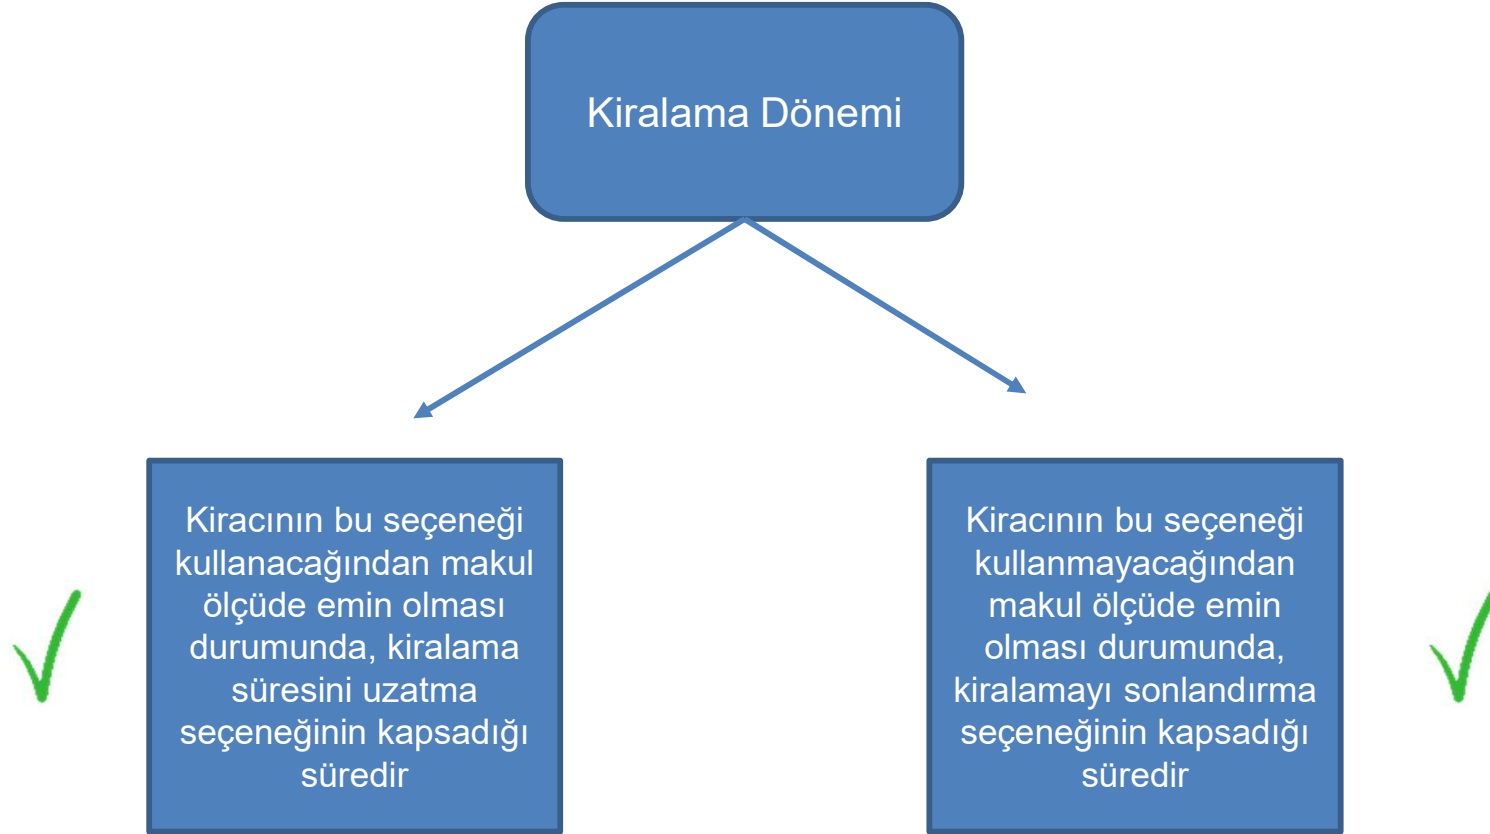 Kiralama Dönemi
Kiracının bu seçeneği
kullanacağından makul
ölçüde emin olması
durumunda, kiralama
süresini uzatma
seçeneğinin kapsadığı
süredir
Kiracının bu seçeneği
kullanmayacağından
makul ölçüde emin
olması durumunda,
kiralamayı sonlandırma
seçeneğinin kapsadığı
süredir